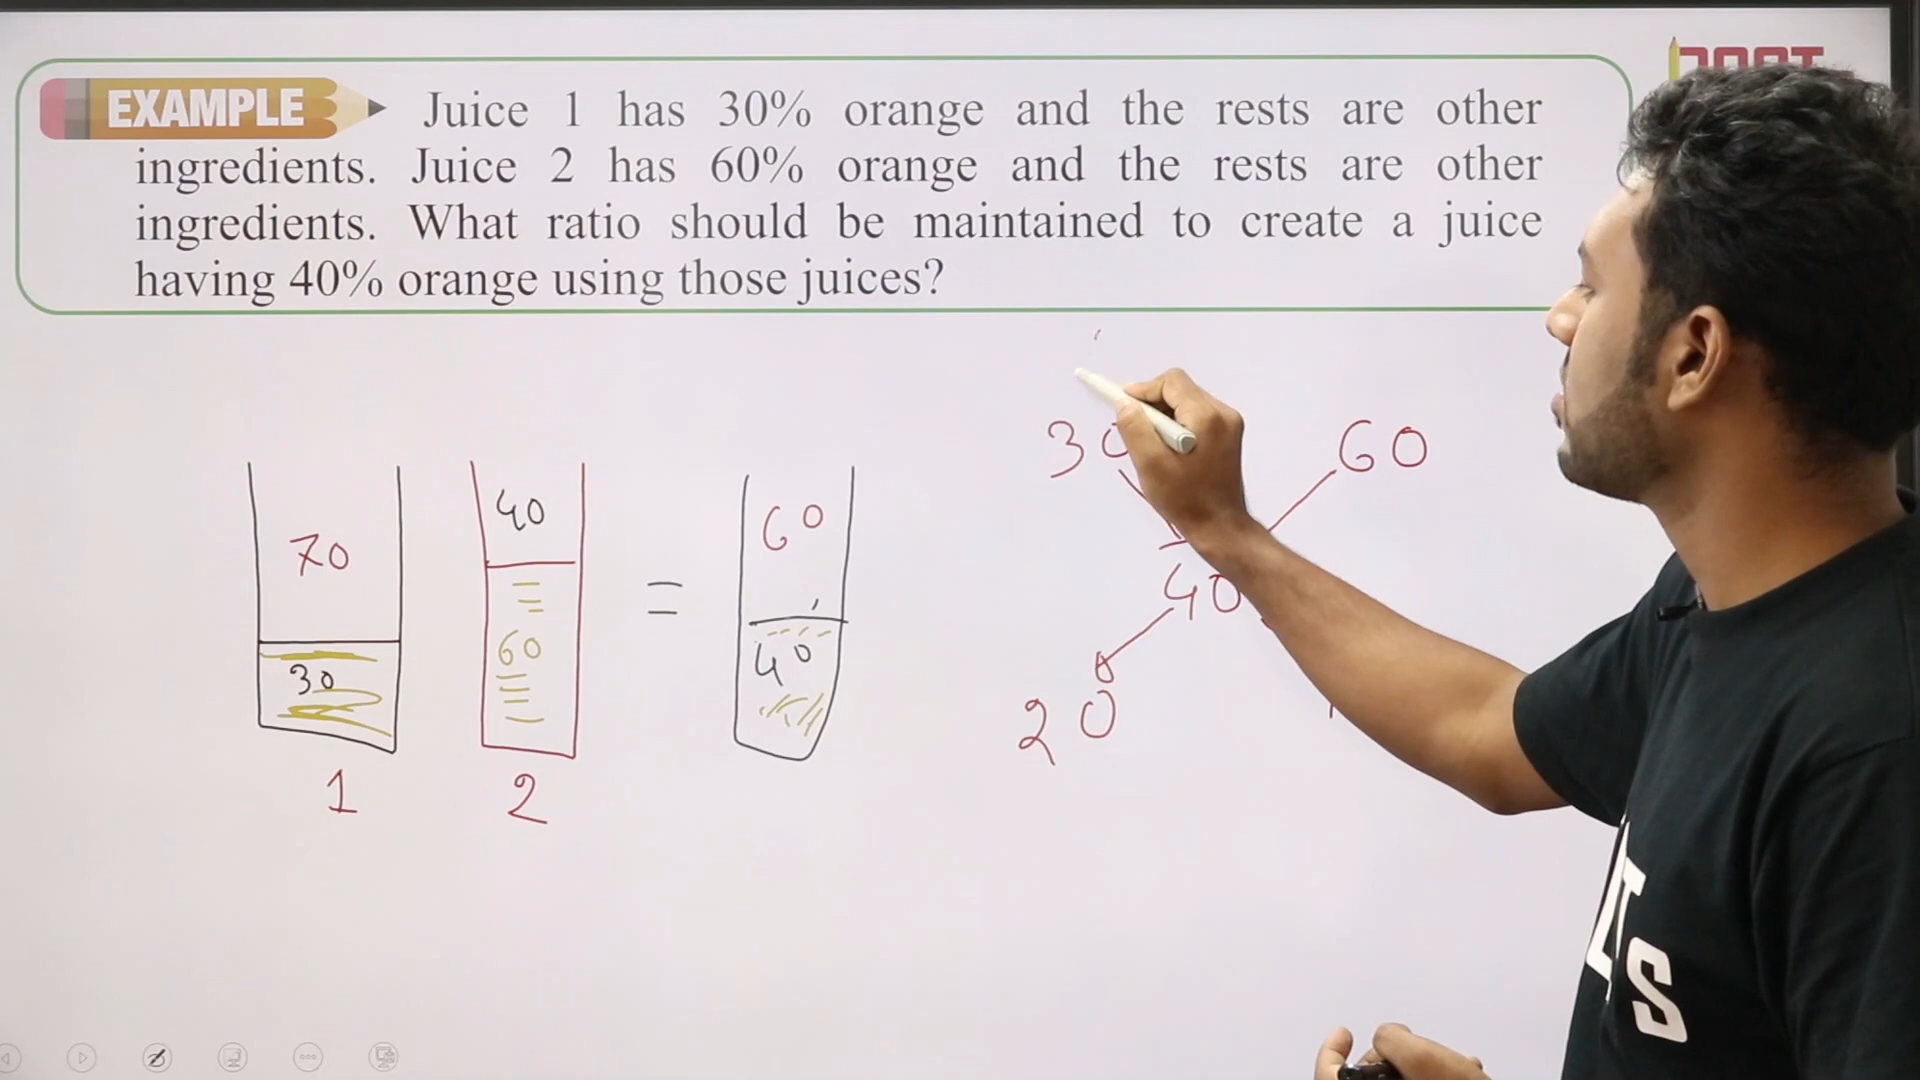 EXAMPLE Juice 1 has 30% orange and the rests are other
ingredients. Juice 2 has 60% orange and the rests are other
ingredients. What ratio should be maintained to create a juice
having 40% orange using those juices?
30 60
40 60
70
40
60
40
30
20
1 2